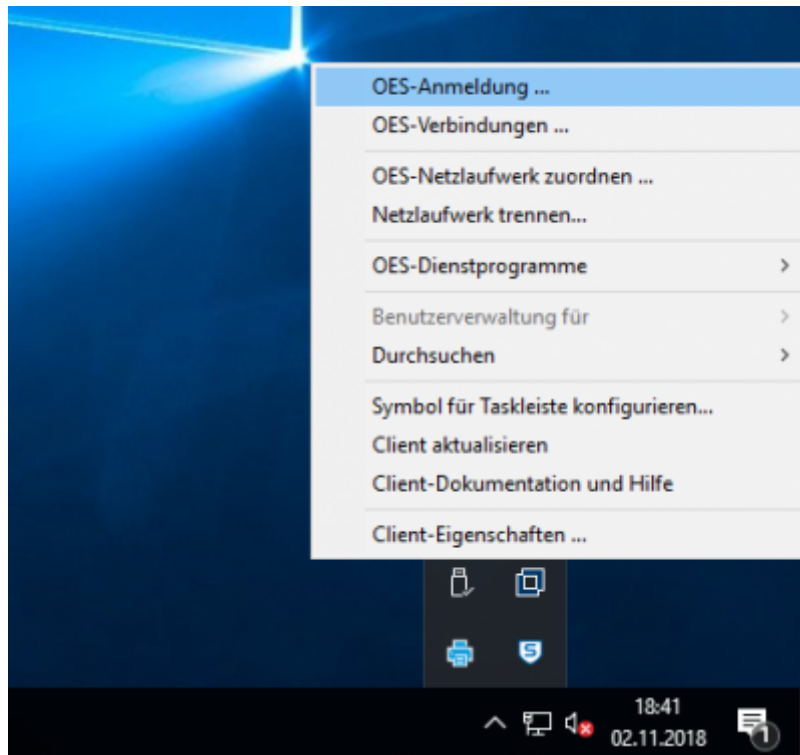 OES-Anmeldung ...
OES-Verbindungen ...
OES-Netzlaufwerk zuordnen ...
Netzlaufwerk trennen...
OES-Dienstprogramme
Benutzerverwaltung für
Durchsuchen
Symbol für Taskleiste konfigurieren...
Client aktualisieren
Client-Dokumentation und Hilfe
Client-Eigenschaften ...
S
18:41
02.11.2018
1